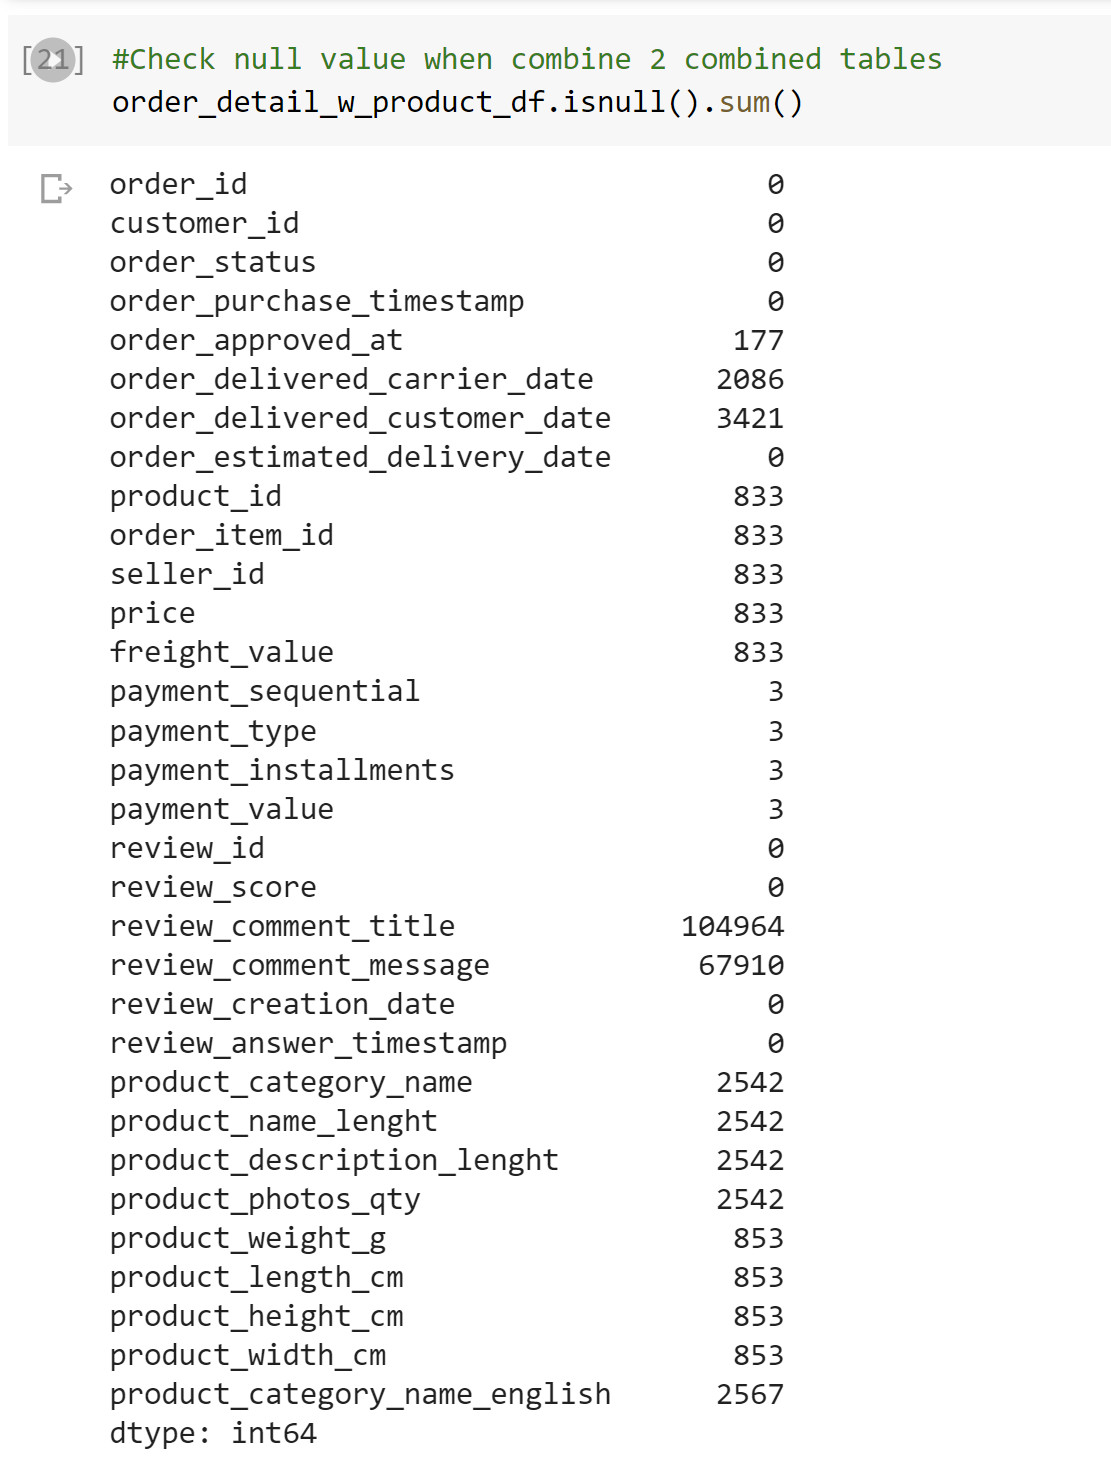 [21] #Check null value when combine 2 combined tables
order_detail_w_product_df.isnull().sum()
order_id 0
customer_id 0
order_status 0
order_purchase_timestamp 0
order_approved_at 177
order_delivered_carrier_date 2086
order_delivered_customer_date 3421
order_estimated_delivery_date 0
product_id 833
order_item_id 833
seller_id 833
price 833
freight_value 833
payment_sequential 3
payment_type 3
payment_installments 3
payment_value 3
review_id 0
review_score 0
review_comment_title 104964
review_comment_message 67910
review_creation_date 0
review_answer_timestamp 0
product_category_name 2542
product_name_lenght 2542
product_description_lenght 2542
product_photos_qty 2542
product_weight_g 853
product_length_cm 853
product_height_cm 853
product_width_cm 853
product_category_name_english 2567
dtype: int64